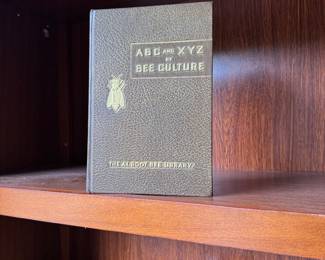 ABC AND XYZ
OF
BEE CULTURE
THE A.I. ROOT BEE LIBRARY